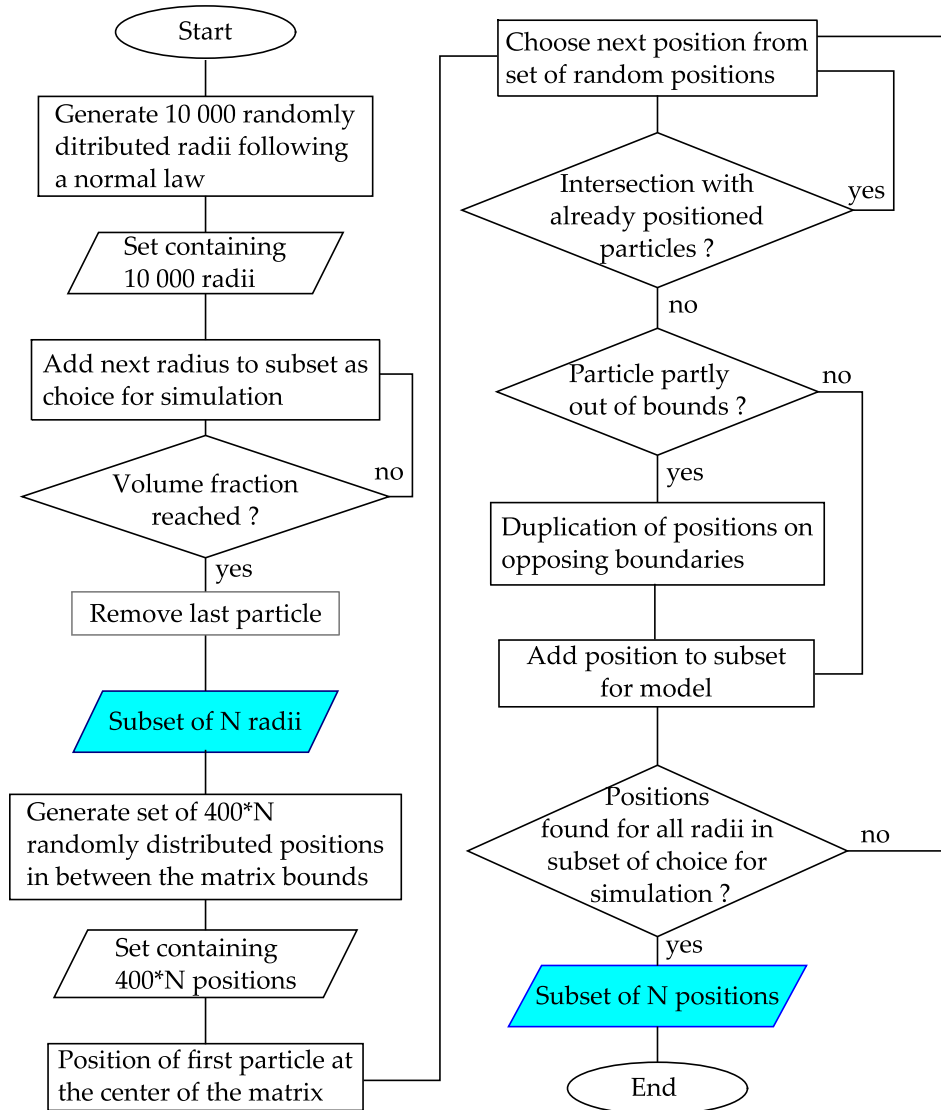 Start
Generate 10 000 randomly
ditributed radii following
a normal law
Set containing
10 000 radii
Add next radius to subset as
choice for simulation
no
Volume fraction
reached ?
yes
Remove last particle
Subset of N radii
Generate set of 400*N
randomly distributed positions
in between the matrix bounds
Set containing
400*N positions
Position of first particle at
the center of the matrix
Choose next position from
set of random positions
Intersection with
already positioned
particles ?
yes
no
Particle partly
out of bounds ?
no
yes
Duplication of positions on
opposing boundaries
Add position to subset
for model
Positions
found for all radii in
subset of choice for
simulation ?
no
yes
Subset of N positions
End